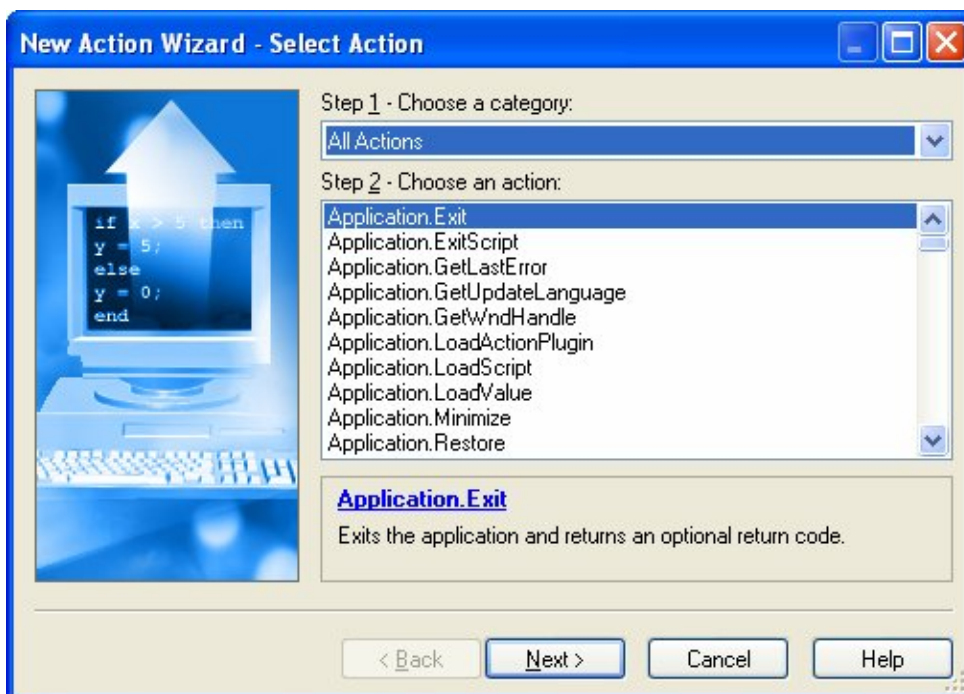 New Action Wizard - Select Action
Step 1 - Choose a category:
All Actions
Step 2 - Choose an action:
Application.Exit
Application.ExitScript
Application.GetLastError
Application.GetUpdateLanguage
Application.GetWndHandle
Application.LoadActionPlugin
Application.LoadScript
Application.LoadValue
Application.Minimize
Application.Restore
if x > 5 then
y = 5;
else
y = 0;
end
Application.Exit
Exits the application and returns an optional return code.
< Back
Next >
Cancel
Help